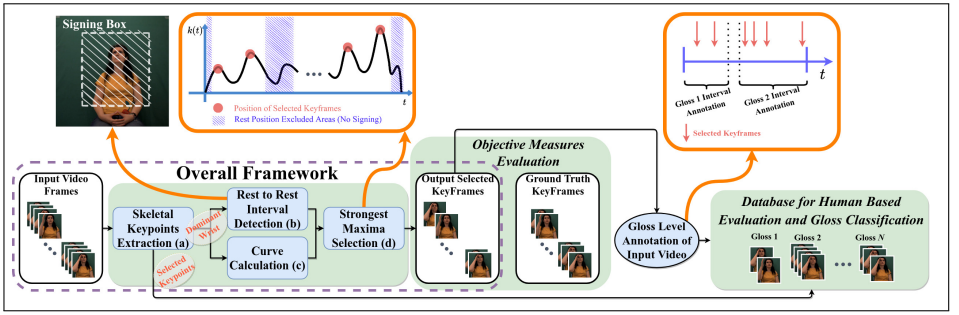 Signing Box
k(t)
t
Position of Selected Keyframes
Rest Position Excluded Areas (No Signing)
t
Gloss 1 Interval
Annotation
Gloss 2 Interval
Annotation
Selected Keyframes
Overall Framework
Objective Measures
Evaluation
Input Video
Frames
Skeletal
Keypoints
Extraction (a)
Dominant
Wrist
Selected
Keypoints
Rest to Rest
Interval
Detection (b)
Curve
Calculation (c)
Strongest
Maxima
Selection (d)
Output Selected
KeyFrames
Ground Truth
KeyFrames
Gloss Level
Annotation of
Input Video
Database for Human Based
Evaluation and Gloss Classification
Gloss 1
Gloss 2
Gloss N